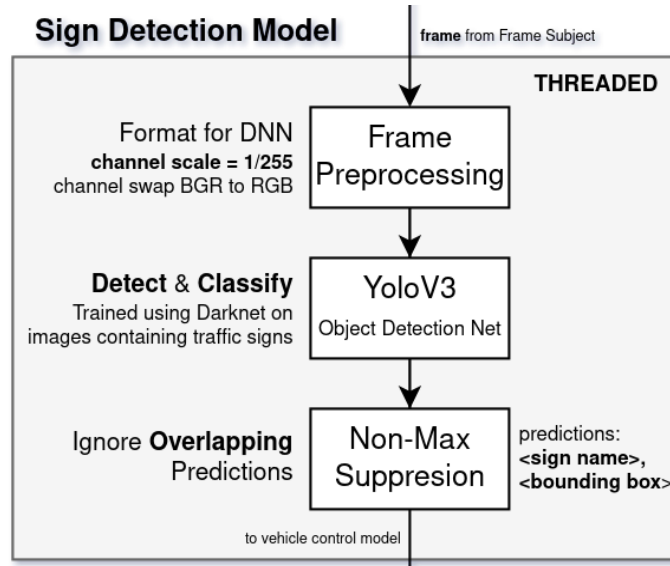 Sign Detection Model
frame from Frame Subject
THREADED
Format for DNN
channel scale = 1/255
channel swap BGR to RGB
Frame
Preprocessing
Detect & Classify
Trained using Darknet on
images containing traffic signs
YoloV3
Object Detection Net
Ignore Overlapping
Predictions
Non-Max
Suppresion
predictions:
<sign name>,
<bounding box>
to vehicle control model